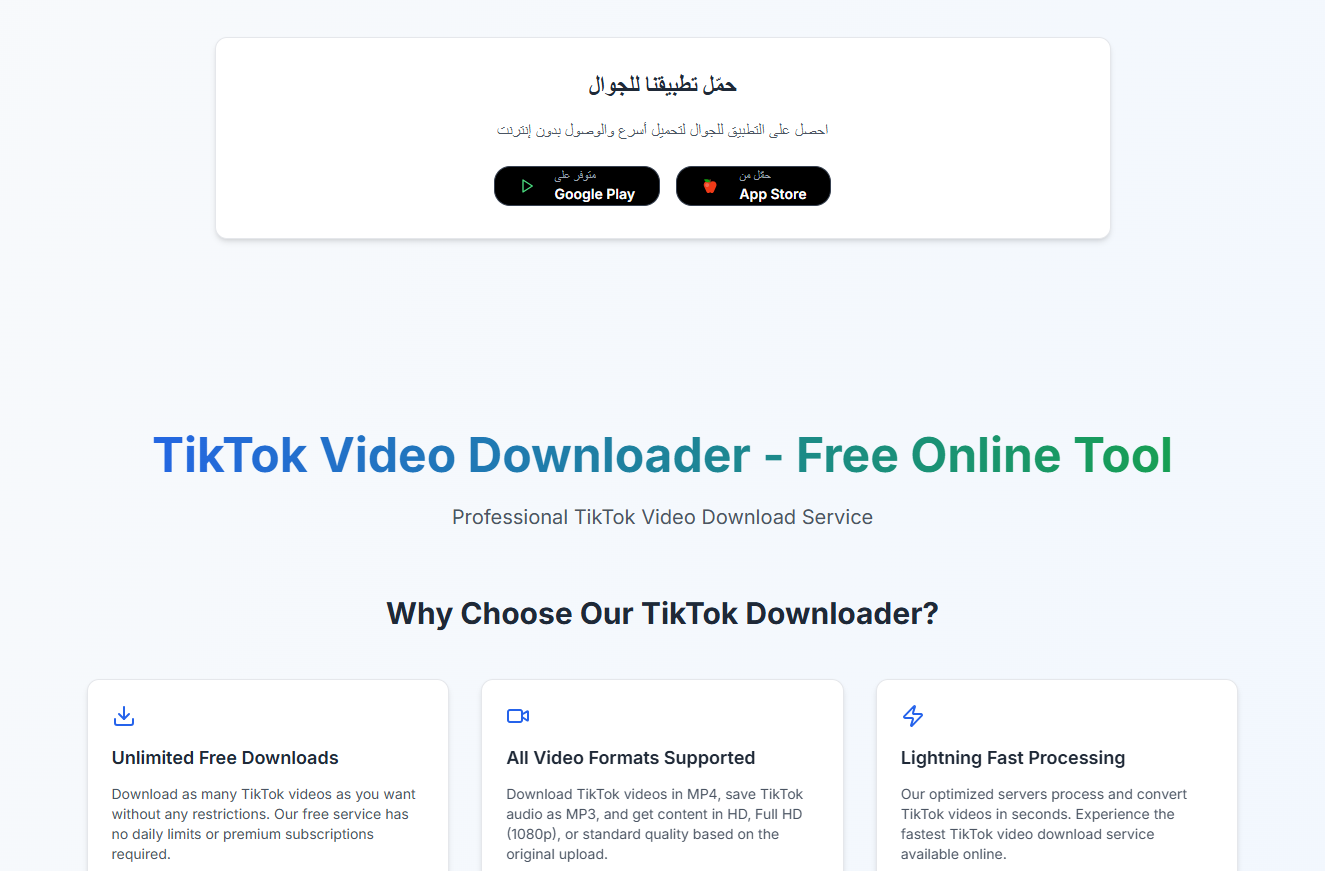 حمّل تطبيقنا للجوال
احصل على التطبيق للجوال لتحميل أسرع والوصول بدون إنترنت
متوفر على
Google Play
حمّل من
App Store
TikTok Video Downloader - Free Online Tool
Professional TikTok Video Download Service
Why Choose Our TikTok Downloader?
Unlimited Free Downloads
Download as many TikTok videos as you want
without any restrictions. Our free service has
no daily limits or premium subscriptions
required.
All Video Formats Supported
Download TikTok videos in MP4, save TikTok
audio as MP3, and get content in HD, Full HD
(1080p), or standard quality based on the
original upload.
Lightning Fast Processing
Our optimized servers process and convert
TikTok videos in seconds. Experience the
fastest TikTok video download service
available online.